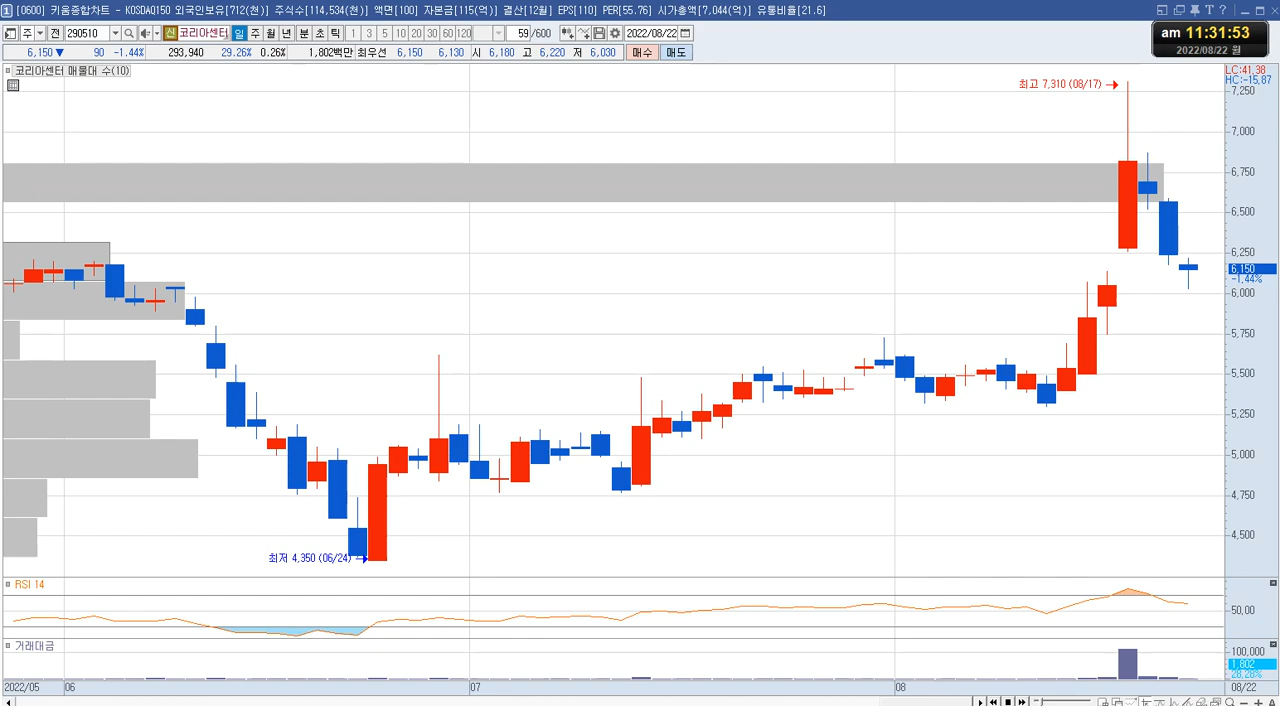 [0600] 키움종합차트 - KOSDAQ150 외국인보유[712(천)] 주식수[114,534(천)] 액면[100] 자본금[115(억)] 결산[12월] EPS[110] PER[55.76] 시가총액[7,044(억)] 유통비율[21.6]
주 전 290510 신 코리아센터 일 주 월 년 분 초 틱 1 3 5 10 20 30 60 120 59 /600 2022/08/22
am 11:31:53
2022/08/22 월
6,150 ▼ 90 -1.44% 293,940 29.26% 0.26% 1,802백만 최우선 6,150 6,130 시 6,180 고 6,220 저 6,030 매수 매도
코리아센터 매물대 수(10)
LC:41,38
HC:-15,87
최고 7,310 (08/17)
7,250
7,000
6,750
6,500
6,250
6,150
-1.44%
6,000
5,750
5,500
5,250
5,000
4,750
4,500
최저 4,350 (06/24)
RSI 14
50,00
거래대금
100,000
1,802
28,28%
2022/05 06 07 08 08/22